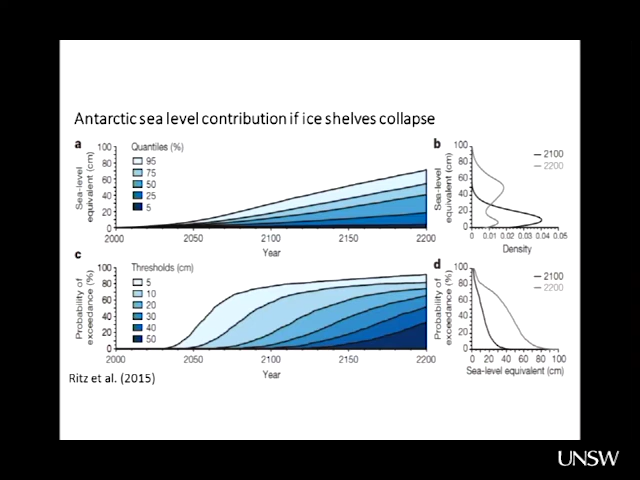 Antarctic sea level contribution if ice shelves collapse
a
Sea-level
equivalent (cm)
100
80
60
40
20
0
Quantiles (%)
95
75
50
25
5
2000
2050
2100
2150
2200
Year
b
Sea-level
equivalent (cm)
100
80
60
40
20
0
2100
2200
0
0.01
0.02
0.03
0.04
0.05
Density
c
Probability of
exceedance (%)
100
80
60
40
20
0
Thresholds (cm)
5
10
20
30
40
50
2000
2050
2100
2150
2200
Year
d
Probability of
exceedance (%)
100
80
60
40
20
0
2100
2200
0
20
40
60
80
100
Sea-level equivalent (cm)
Ritz et al. (2015)
UNSW